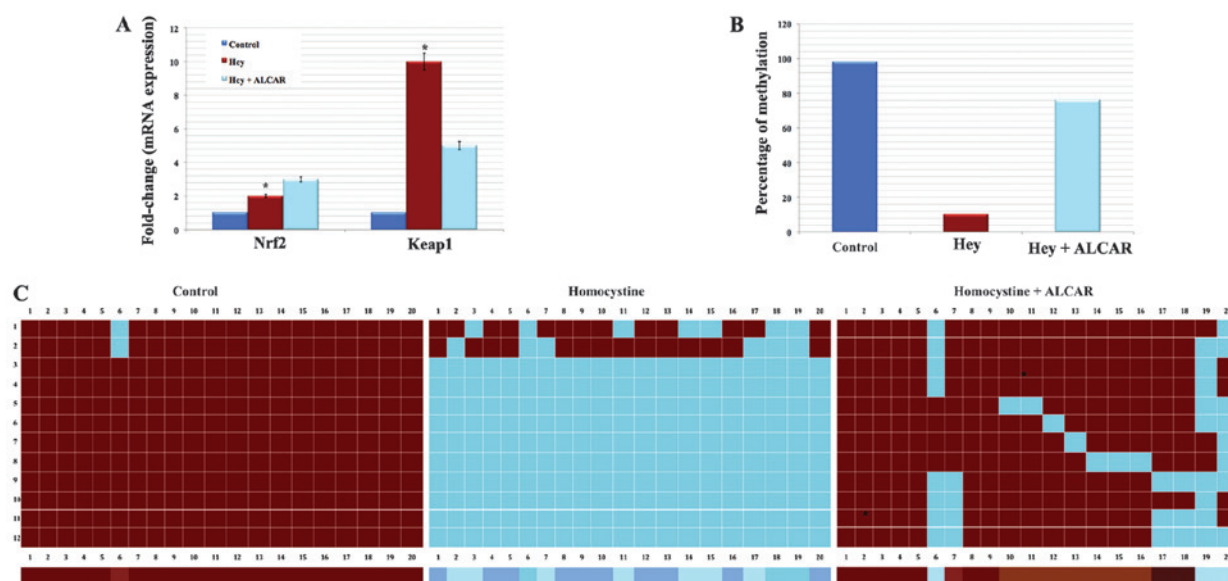 A
B
Fold-change (mRNA expression)
12
10
8
6
4
2
0
Control
Hcy
Hcy + ALCAR
*
*
Nrf2
Keap1
Percentage of methylation
120
100
80
60
40
20
0
Control
Hcy
Hcy + ALCAR
C
Control
Homocystine
Homocystine + ALCAR
1 2 3 4 5 6 7 8 9 10 11 12 13 14 15 16 17 18 19 20
1 2 3 4 5 6 7 8 9 10 11 12 13 14 15 16 17 18 19 20
1 2 3 4 5 6 7 8 9 10 11 12 13 14 15 16 17 18 19
1
2
3
4
5
6
7
8
9
10
11
12
1 2 3 4 5 6 7 8 9 10 11 12 13 14 15 16 17 18 19 20
1 2 3 4 5 6 7 8 9 10 11 12 13 14 15 16 17 18 19 20
1 2 3 4 5 6 7 8 9 10 11 12 13 14 15 16 17 18 19